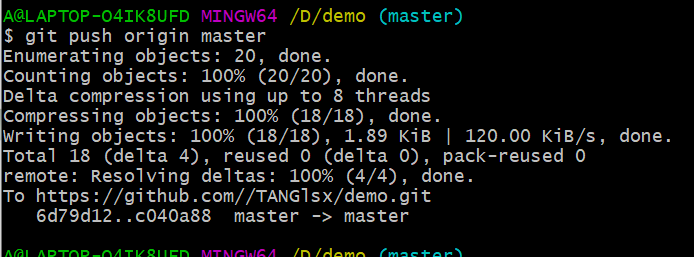 A@LAPTOP-O4IK8UFD MINGW64 /D/demo (master)
$ git push origin master
Enumerating objects: 20, done.
Counting objects: 100% (20/20), done.
Delta compression using up to 8 threads
Compressing objects: 100% (18/18), done.
Writing objects: 100% (18/18), 1.89 KiB | 120.00 KiB/s, done.
Total 18 (delta 4), reused 0 (delta 0), pack-reused 0
remote: Resolving deltas: 100% (4/4), done.
To https://github.com//TANGlsx/demo.git
   6d79d12..c040a88  master -> master
A@LAPTOP-O4IK8UFD MINGW64 /D/demo (master)